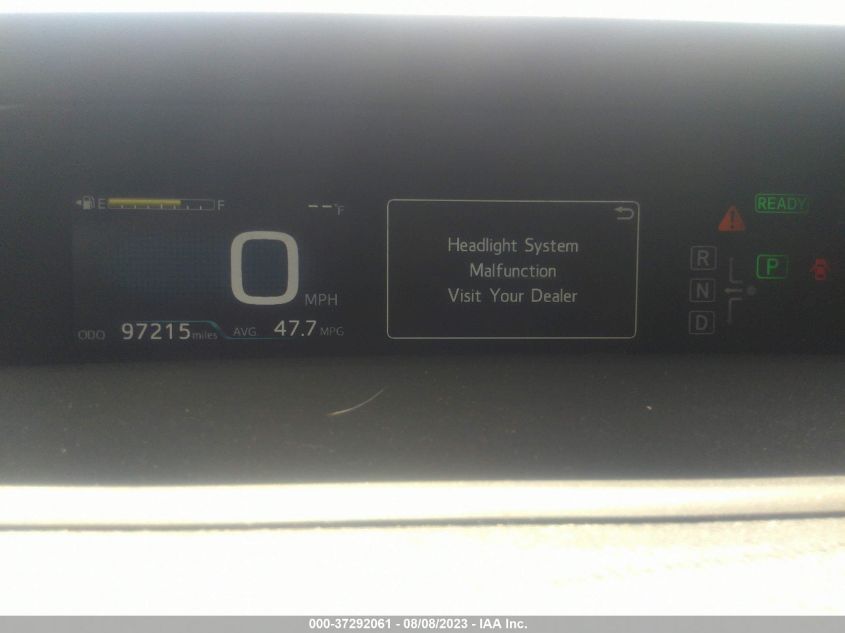 E F
--°F
READY
0 MPH
Headlight System
Malfunction
Visit Your Dealer
R
P
N
D
ODO 97215 miles AVG. 47.7 MPG
000-37292061 - 08/08/2023 - IAA Inc.